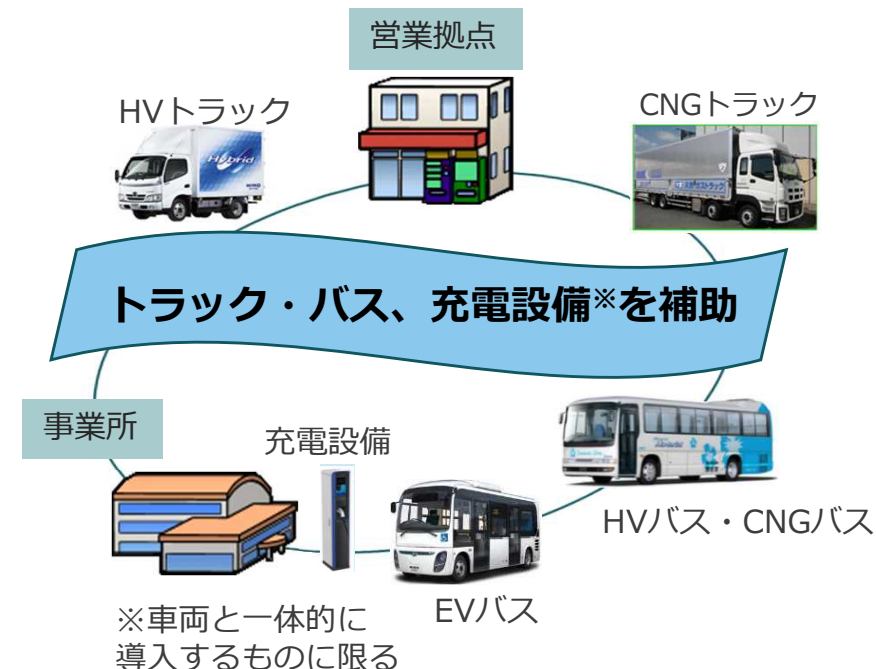 営業拠点
HVトラック
CNGトラック
Hybrid
トラック・バス、充電設備※を補助
事業所
充電設備
HVバス・CNGバス
EVバス
※車両と一体的に
導入するものに限る